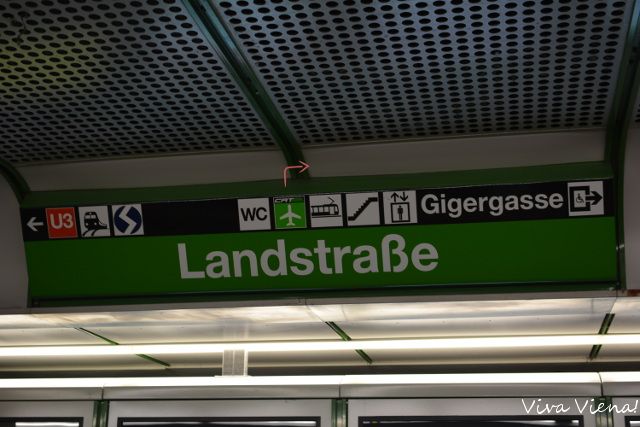 U3 WC CAT Gigergasse
Landstraße
Viva Viena!